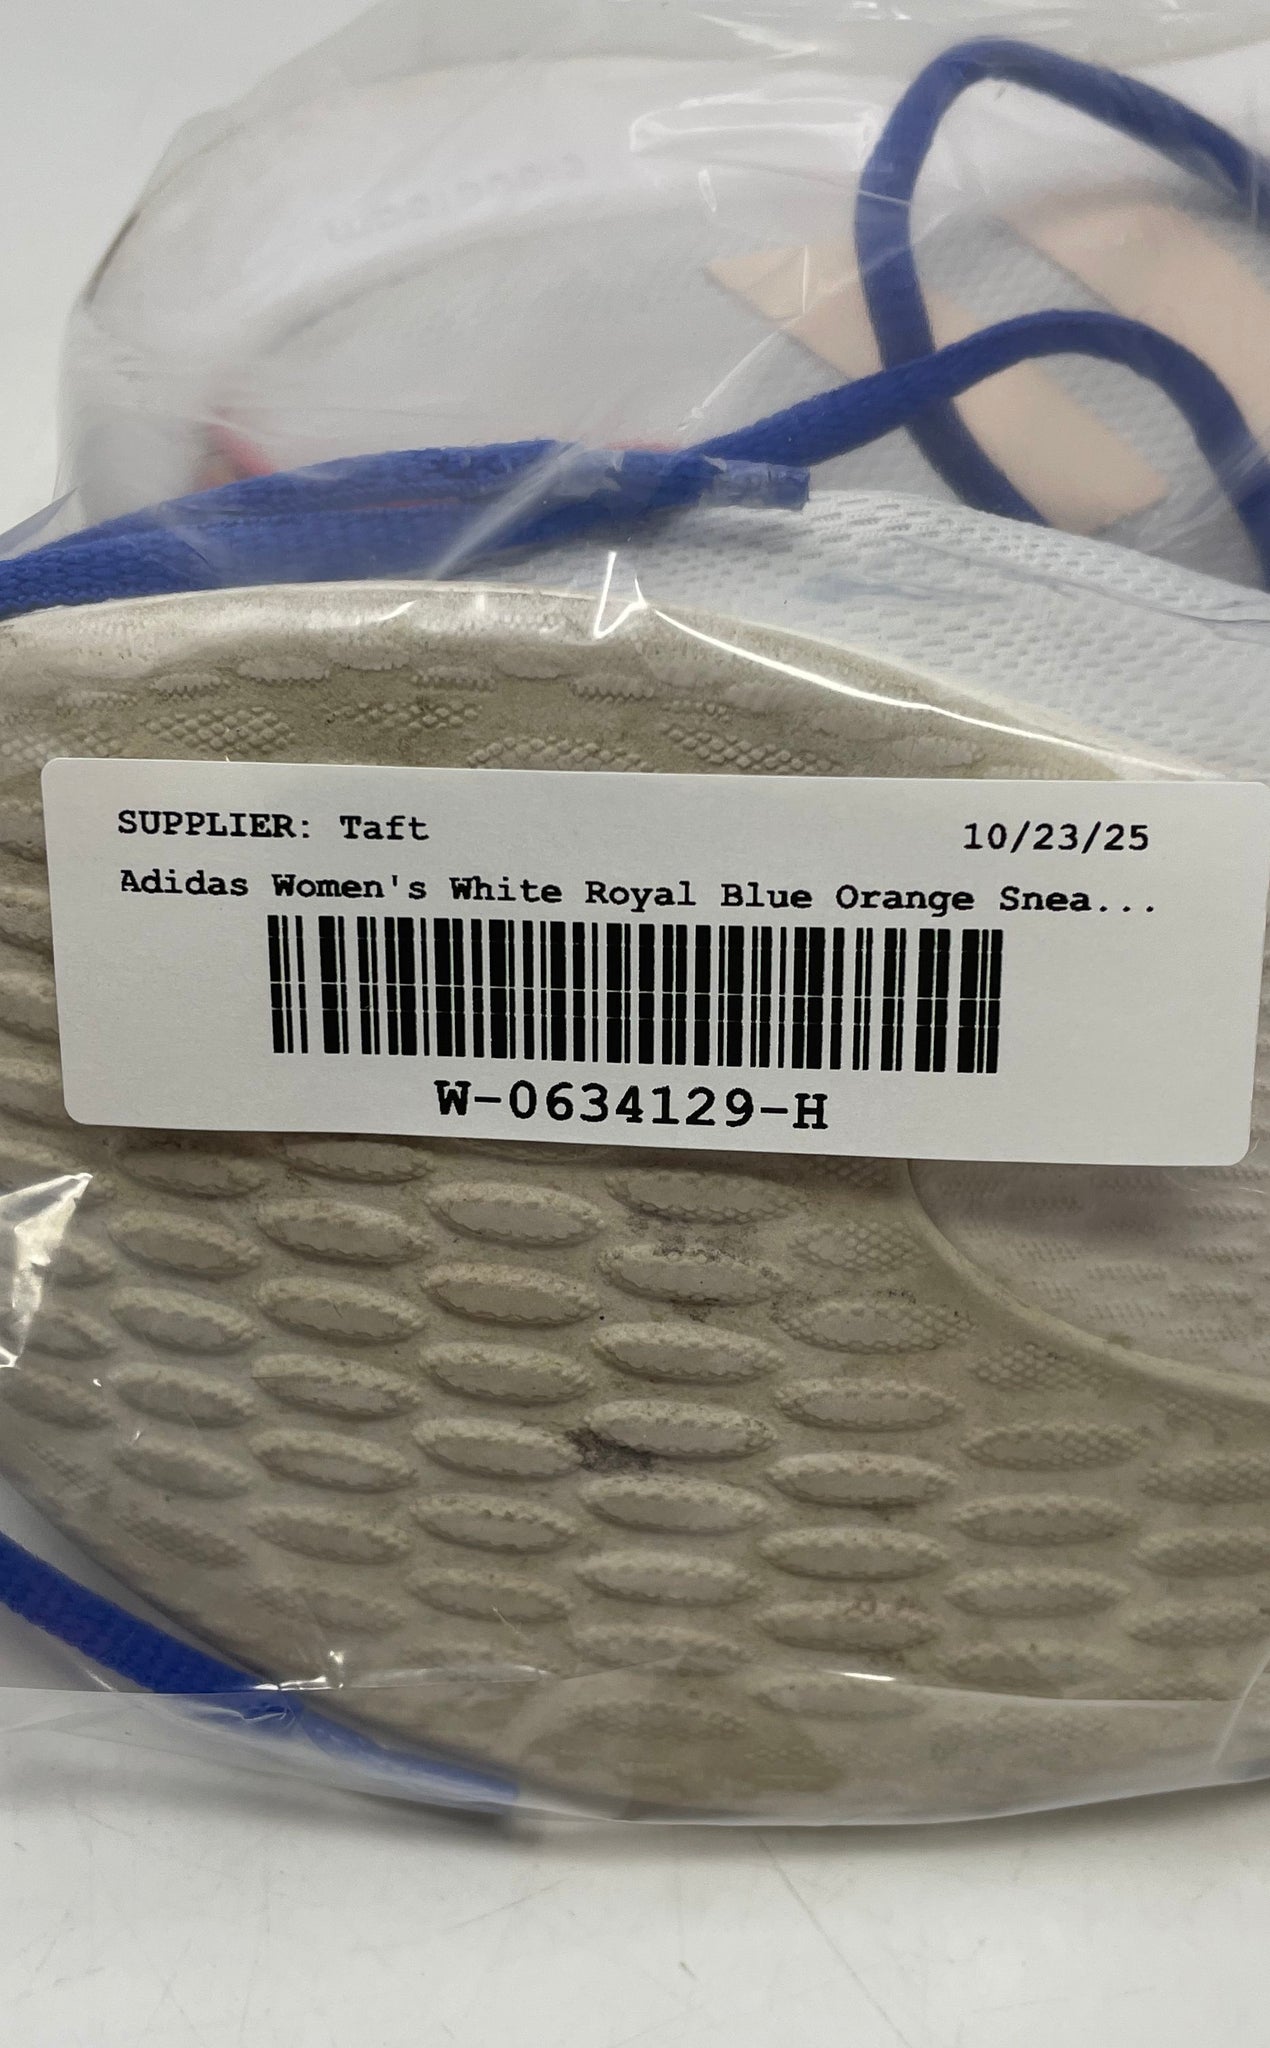 SUPPLIER: Taft
10/23/25
Adidas Women's White Royal Blue Orange Snea...
W-0634129-H